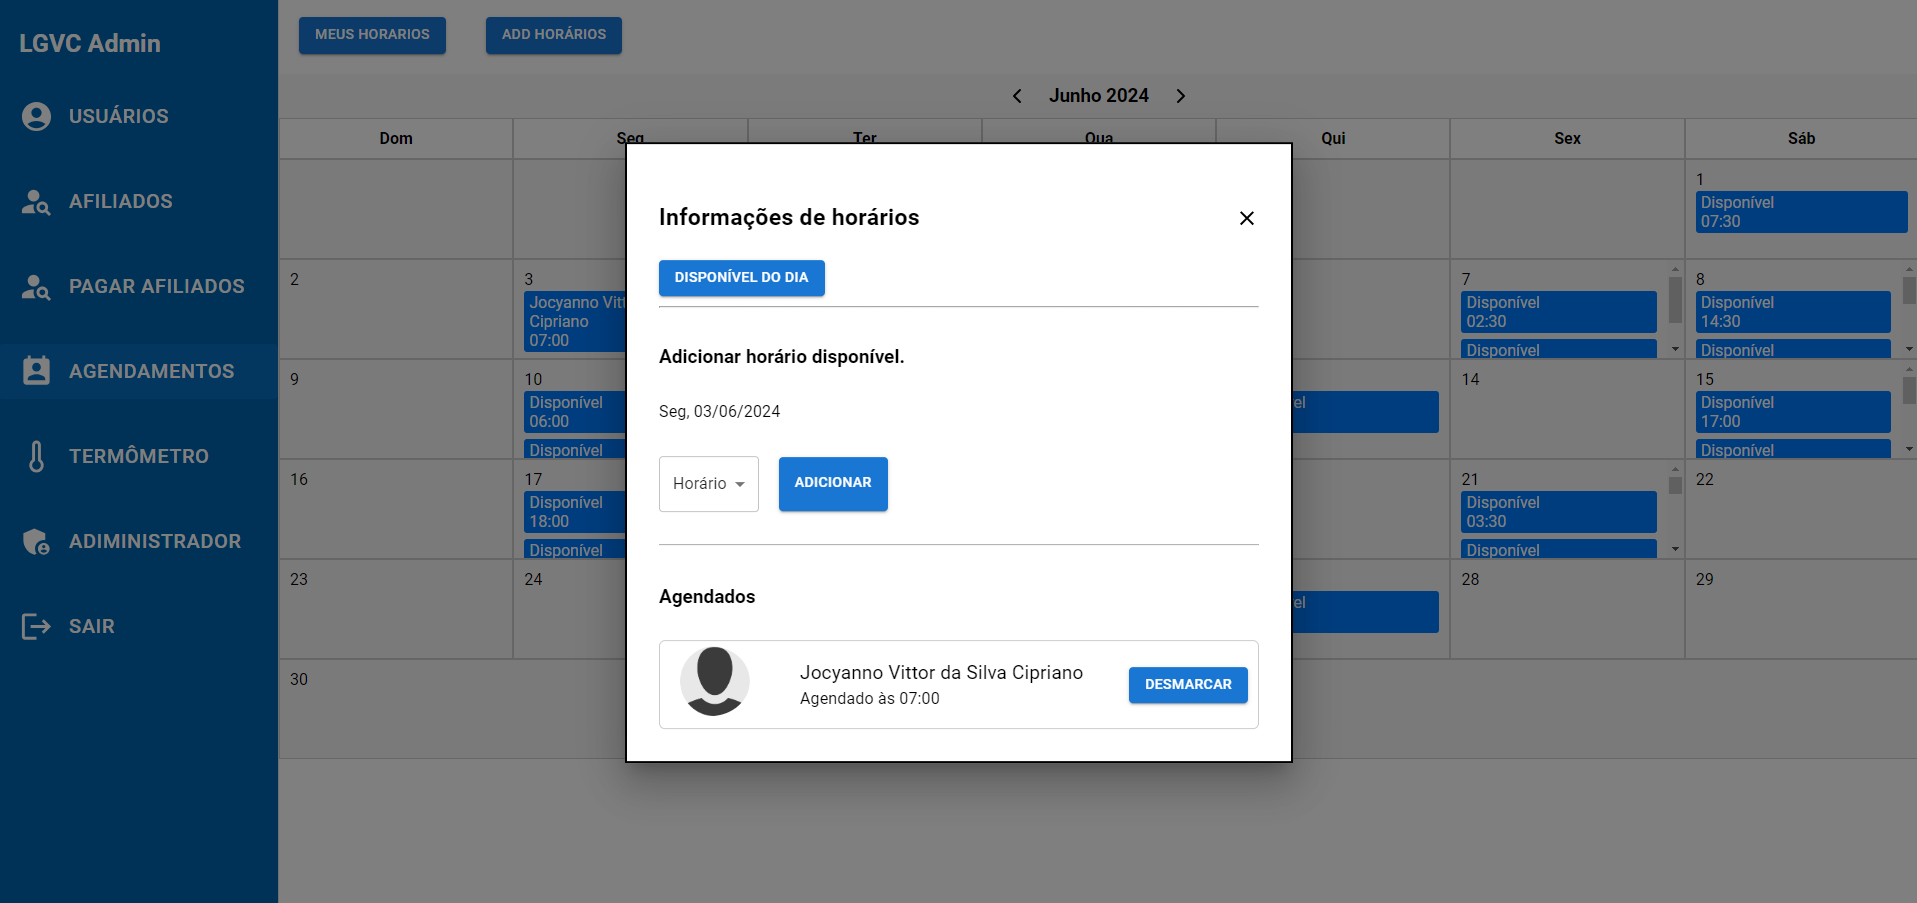 LGVC Admin
USUÁRIOS
AFILIADOS
PAGAR AFILIADOS
AGENDAMENTOS
TERMÔMETRO
ADIMINISTRADOR
SAIR
MEUS HORARIOS
ADD HORÁRIOS
Junho 2024
Dom
Seg
Ter
Qua
Qui
Sex
Sáb
1
Disponível
07:30
2
3
Jocyanno Vitt
Cipriano
07:00
7
Disponível
02:30
Disponível
8
Disponível
14:30
Disponível
9
10
Disponível
06:00
Disponível
el
14
15
Disponível
17:00
Disponível
16
17
Disponível
18:00
Disponível
21
Disponível
03:30
Disponível
22
23
24
el
28
29
30
Informações de horários
DISPONÍVEL DO DIA
Adicionar horário disponível.
Seg, 03/06/2024
Horário
ADICIONAR
Agendados
Jocyanno Vittor da Silva Cipriano
Agendado às 07:00
DESMARCAR